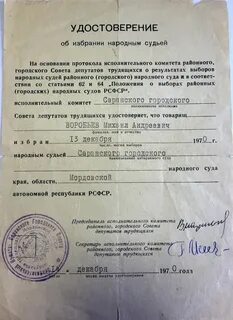 УДОСТОВЕРЕНИЕ
об избрании народным судьей
На основании протокола исполнительного комитета районного,
городского Совета депутатов трудящихся о результатах выборов
народных судей районного (городского) народного суда и в соответ-
ствии со статьями 62 и 64 „Положения о выборах районных
(городских) народных судов РСФСР".
исполнительный комитет Саранского городского
Совета депутатов трудящихся удостоверяет, что товарищ
ВОРОБЬЕВ Михаил Андреевич
избран 13 декабря 1970 г.
народным судьей Саранского городского
народного суда
Мордовской
края, области,
автономной республики РСФСР.
Председатель исполнительного комитета
районного, городского Совета
депутатов трудящихся
Секретарь исполнительного комитета
районного, городского Совета
депутатов трудящихся
14 декабря 1970 года